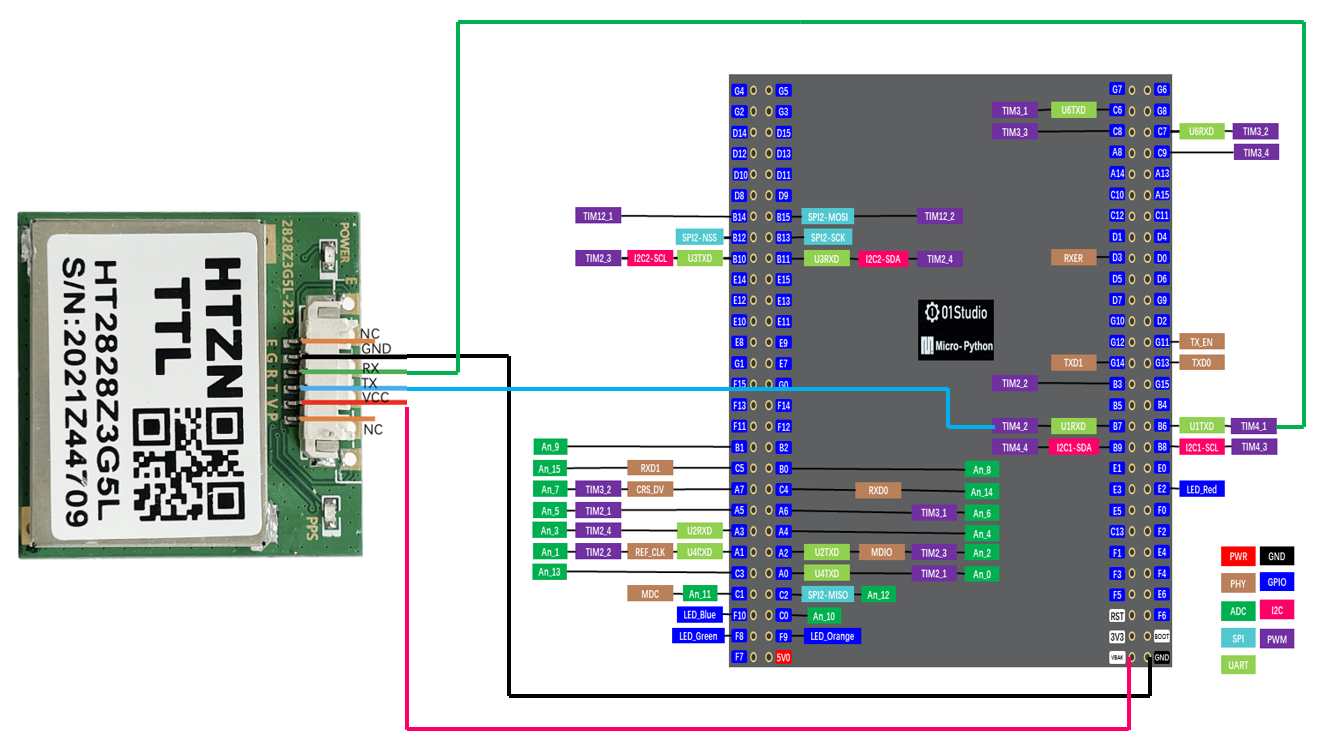 HTZN
TTL
HT2828Z3G5L
S/N:2021Z44709
2828Z3G5L-232
POWER
E
E G R T V P
PPS
NC
GND
RX
TX
VCC
NC
G4 G5
G2 G3
D14 D15
D12 D13
D10 D11
D8 D9
TIM12_1 B14 B15 SPI2-MOSI TIM12_2
SPI2-NSS B12 B13 SPI2-SCK
TIM2_3 I2C2-SCL U3TXD B10 B11 U3RXD I2C2-SDA TIM2_4
E14 E15
E12 E13
E10 E11
E8 E9
G1 E7
E15 G0
F13 F14
F11 F12
An_9 B1 B2
An_15 RXD1 C5 B0 An_8
An_7 TIM3_2 CRS_DV A7 C4 RXD0 An_14
An_5 TIM2_1 A5 A6 TIM3_1 An_6
An_3 TIM2_4 U2RXD A3 A4 An_4
An_1 TIM2_2 REF_CLK U4RXD A1 A2 U2TXD MDIO TIM2_3 An_2
An_13 C3 A0 U4TXD TIM2_1 An_0
MDC An_11 C1 C2 SPI2-MISO An_12
LED_Blue F10 C0 An_10
LED_Green F8 F9 LED_Orange
F7 5V0
01Studio
Micro-Python
G7 G6
TIM3_1 U6TXD C6 G8
TIM3_3 C8 C7 U6RXD TIM3_2
A8 C9 TIM3_4
A14 A13
C10 A15
C12 C11
D1 D4
RXER D3 D0
D5 D6
D7 G9
G10 D2
G12 G11 TX_EN
TXD1 G14 G13 TXD0
TIM2_2 B3 G15
B5 B4
TIM4_2 U1RXD B7 B6 U1TXD TIM4_1
TIM4_4 I2C1-SDA B9 B8 I2C1-SCL TIM4_3
E1 E0
E3 E2 LED_Red
E5 F0
C13 F2
F1 E4
F3 F4
F5 E6
RST F6
3V3 BOOT
VBAK GND
PWR GND
PHY GPIO
ADC I2C
SPI PWM
UART